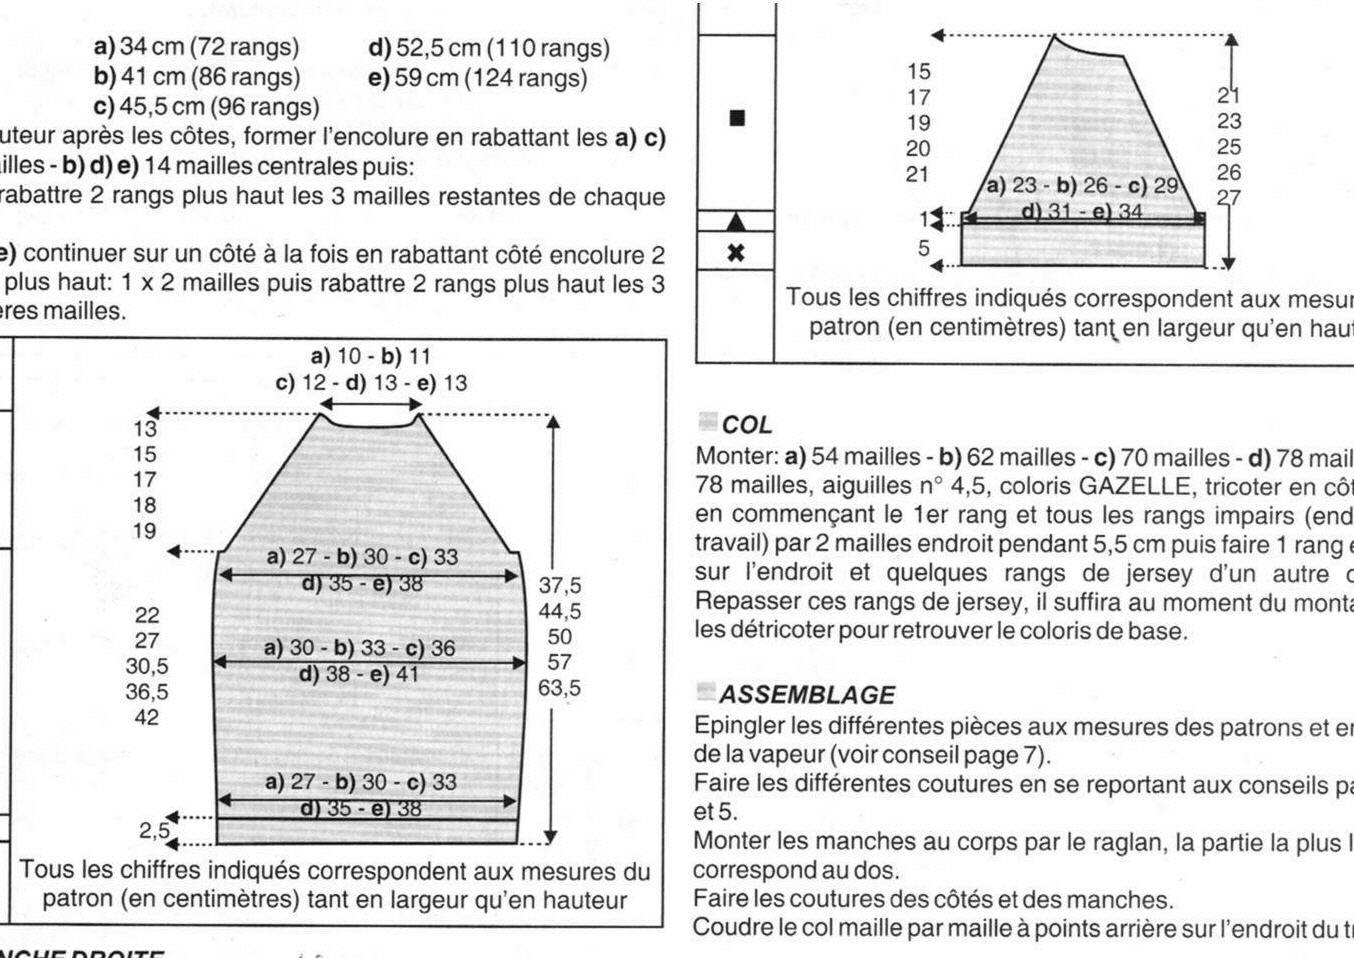 a) 34 cm (72 rangs) d) 52,5 cm (110 rangs)
b) 41 cm (86 rangs) e) 59 cm (124 rangs)
c) 45,5 cm (96 rangs)
uteur après les côtes, former l'encolure en rabattant les a) c)
illes - b) d) e) 14 mailles centrales puis:
rabattre 2 rangs plus haut les 3 mailles restantes de chaque
e) continuer sur un côté à la fois en rabattant côté encolure 2
plus haut: 1 x 2 mailles puis rabattre 2 rangs plus haut les 3
ères mailles.
a) 10 - b) 11
c) 12 - d) 13 - e) 13
13
15
17
18
19
a) 27 - b) 30 - c) 33
d) 35 - e) 38
22
27
30,5
36,5
42
a) 30 - b) 33 - c) 36
d) 38 - e) 41
37,5
44,5
50
57
63,5
a) 27 - b) 30 - c) 33
d) 35 - e) 38
2,5
Tous les chiffres indiqués correspondent aux mesures du
patron (en centimètres) tant en largeur qu'en hauteur
NCHE DROITE
15
17
19
20
21
21
23
25
26
27
a) 23 - b) 26 - c) 29
d) 31 - e) 34
1
5
Tous les chiffres indiqués correspondent aux mesur
patron (en centimètres) tant en largeur qu'en haut
COL
Monter: a) 54 mailles - b) 62 mailles - c) 70 mailles - d) 78 mail
78 mailles, aiguilles n° 4,5, coloris GAZELLE, tricoter en côt
en commençant le 1er rang et tous les rangs impairs (end
travail) par 2 mailles endroit pendant 5,5 cm puis faire 1 rang e
sur l'endroit et quelques rangs de jersey d'un autre c
Repasser ces rangs de jersey, il suffira au moment du monta
les détricoter pour retrouver le coloris de base.
ASSEMBLAGE
Epingler les différentes pièces aux mesures des patrons et en
de la vapeur (voir conseil page 7).
Faire les différentes coutures en se reportant aux conseils pa
et 5.
Monter les manches au corps par le raglan, la partie la plus l
correspond au dos.
Faire les coutures des côtés et des manches.
Coudre le col maille par maille à points arrière sur l'endroit du tr